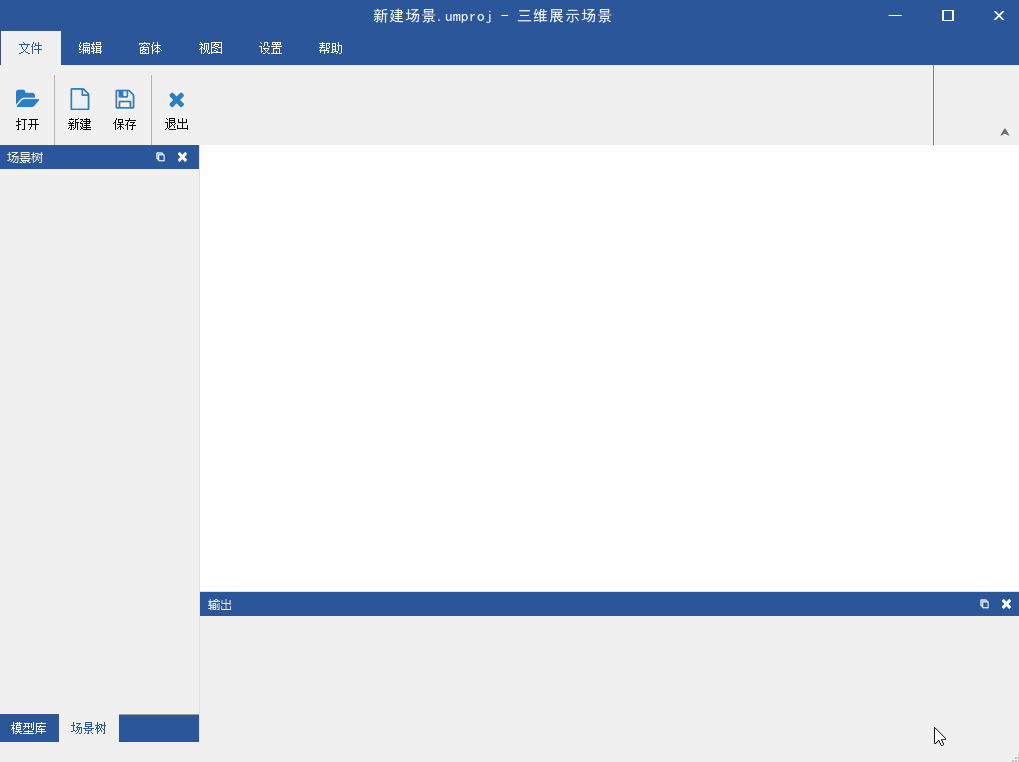 新建场景.umproj - 三维展示场景
文件 编辑 窗体 视图 设置 帮助
打开 新建 保存 退出
场景树
输出
模型库 场景树